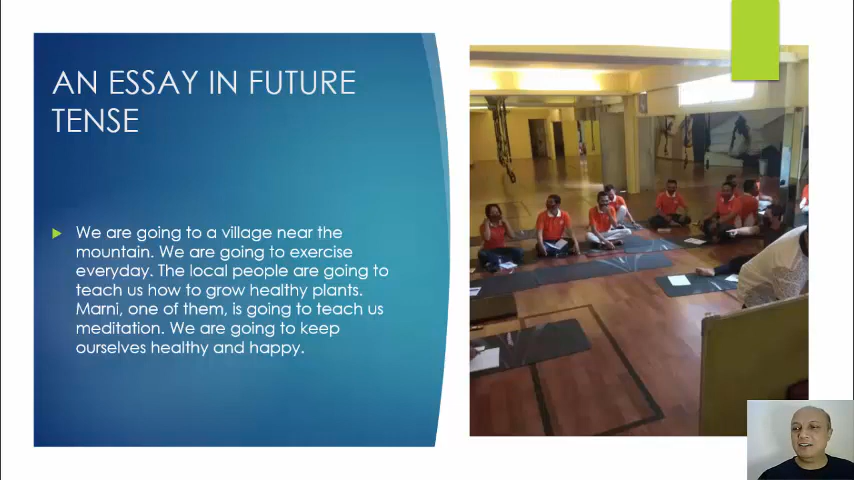 AN ESSAY IN FUTURE
TENSE
We are going to a village near the
mountain. We are going to exercise
everyday. The local people are going to
teach us how to grow healthy plants.
Marni, one of them, is going to teach us
meditation. We are going to keep
ourselves healthy and happy.